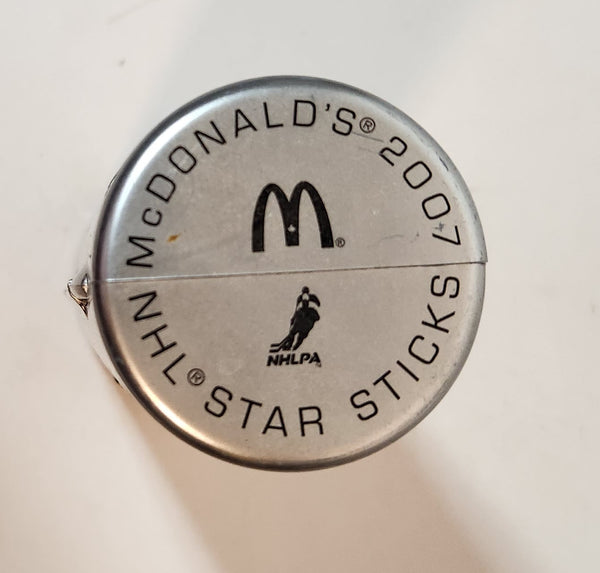 McDONALD'S® 2007
M®
NHLPA
NHL® STAR STICKS